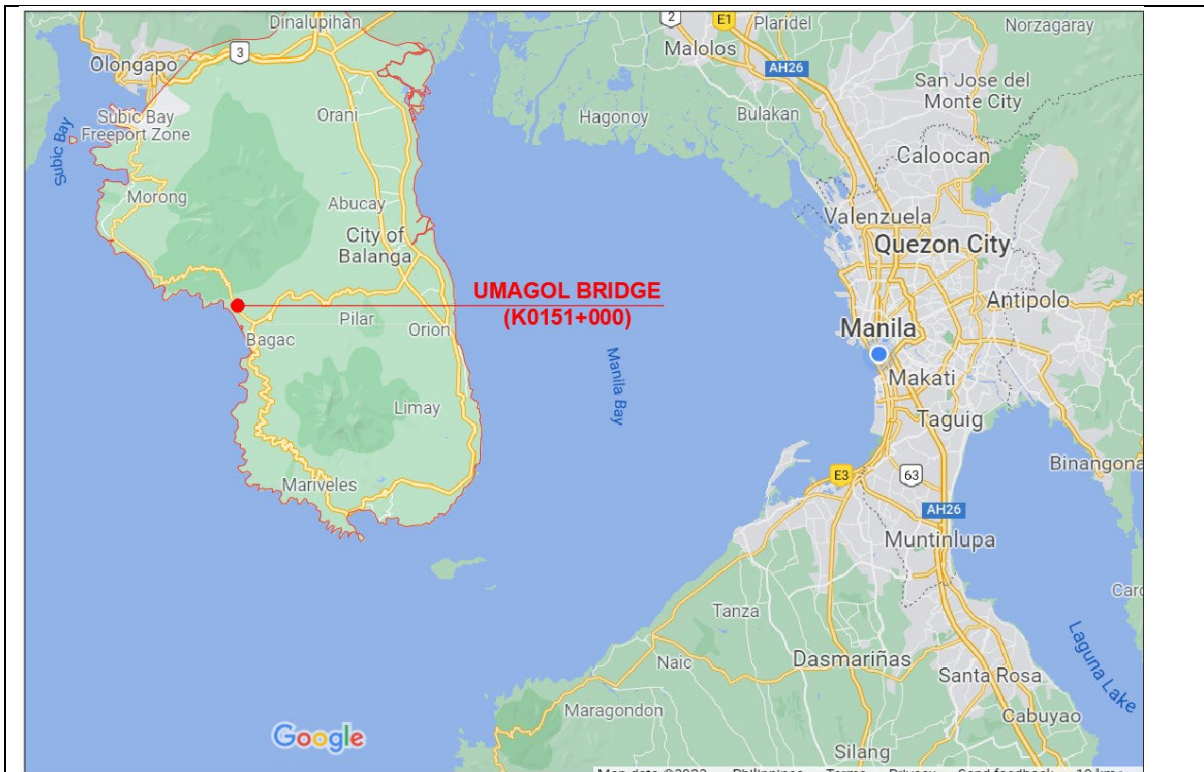 Dinalupihan
2
E1
Plaridel
Norzagaray
3
Malolos
Olongapo
AH26
San Jose del
Monte City
Subic Bay
Freeport Zone
Orani
Hagonoy
Bulakan
Subic Bay
Caloocan
Morong
Abucay
Valenzuela
City of
Balanga
Quezon City
UMAGOL BRIDGE
(K0151+000)
Antipolo
Pilar
Orion
Bagac
Manila
Manila Bay
Makati
Limay
Taguig
Binangona
Mariveles
E3
63
AH26
Muntinlupa
Card
Tanza
Laguna Lake
Naic
Dasmariñas
Santa Rosa
Maragondon
Cabuyao
Google
Silang